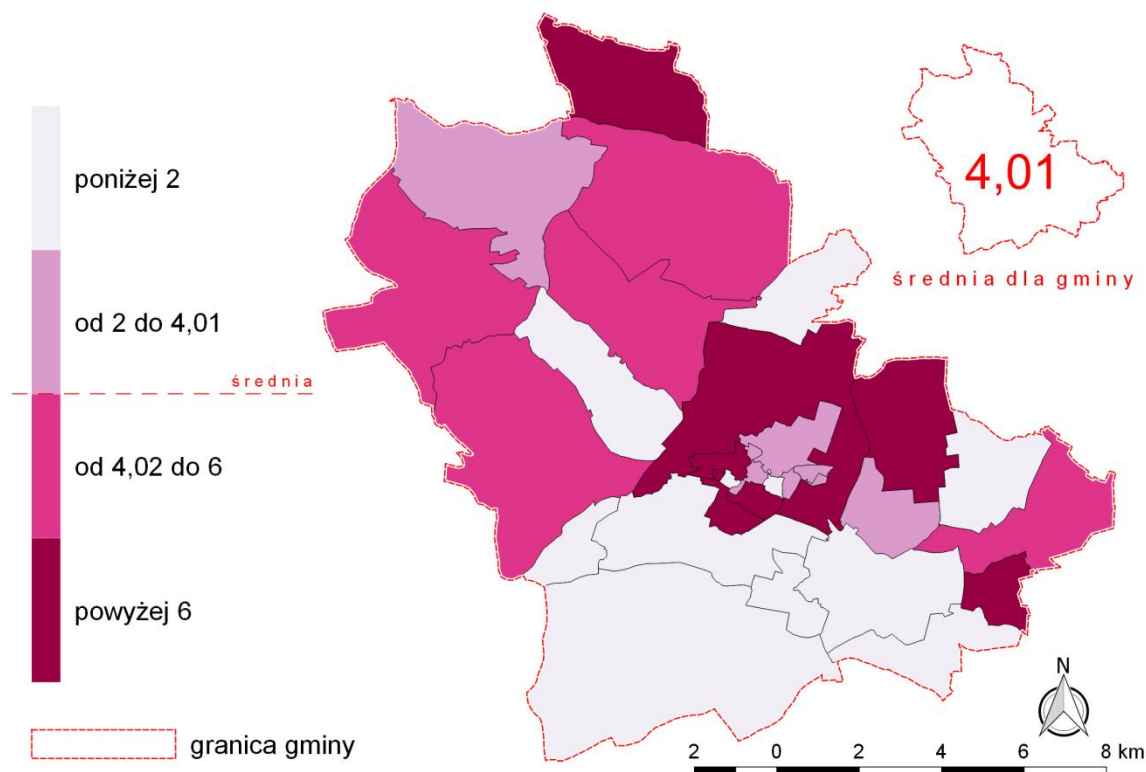 poniżej 2
od 2 do 4,01
średnia
od 4,02 do 6
powyżej 6
granica gminy
4,01
średnia dla gminy
N
2 0 2 4 6 8 km